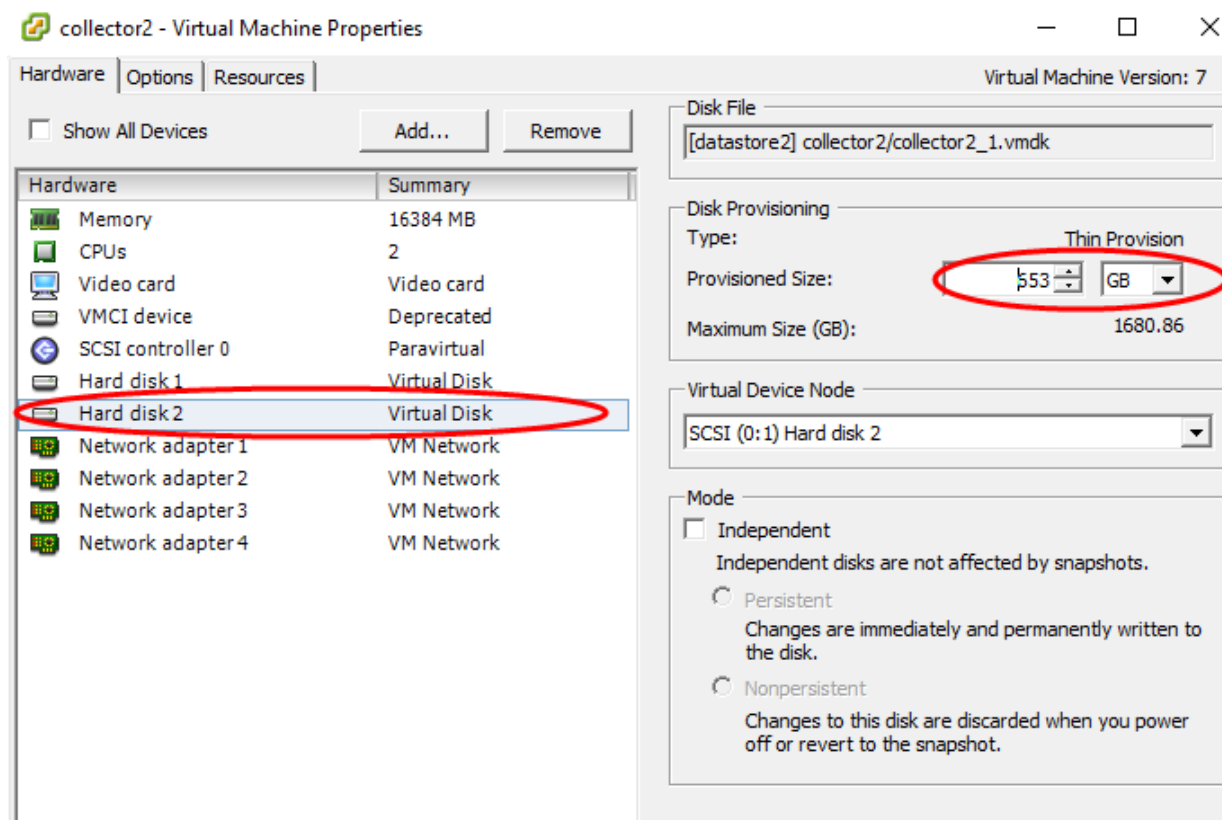 collector2 - Virtual Machine Properties
Hardware Options Resources Virtual Machine Version: 7
Show All Devices Add... Remove
Hardware Summary
Memory 16384 MB
CPUs 2
Video card Video card
VMCI device Deprecated
SCSI controller 0 Paravirtual
Hard disk 1 Virtual Disk
Hard disk 2 Virtual Disk
Network adapter 1 VM Network
Network adapter 2 VM Network
Network adapter 3 VM Network
Network adapter 4 VM Network
Disk File
[datastore2] collector2/collector2_1.vmdk
Disk Provisioning
Type: Thin Provision
Provisioned Size: GB
Maximum Size (GB): 1680.86
Virtual Device Node
SCSI (0:1) Hard disk 2
Mode
Independent
Independent disks are not affected by snapshots.
Persistent
Changes are immediately and permanently written to
the disk.
Nonpersistent
Changes to this disk are discarded when you power
off or revert to the snapshot.